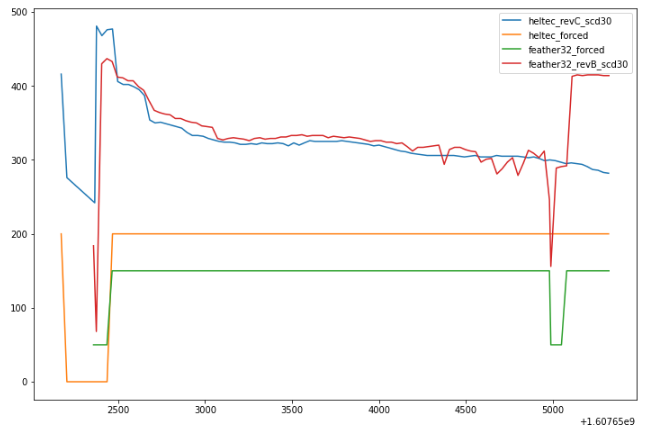 500
400
300
200
100
0
heltec_revC_scd30
heltec_forced
feather32_forced
feather32_revB_scd30
2500 3000 3500 4000 4500 5000
+1.60765e9